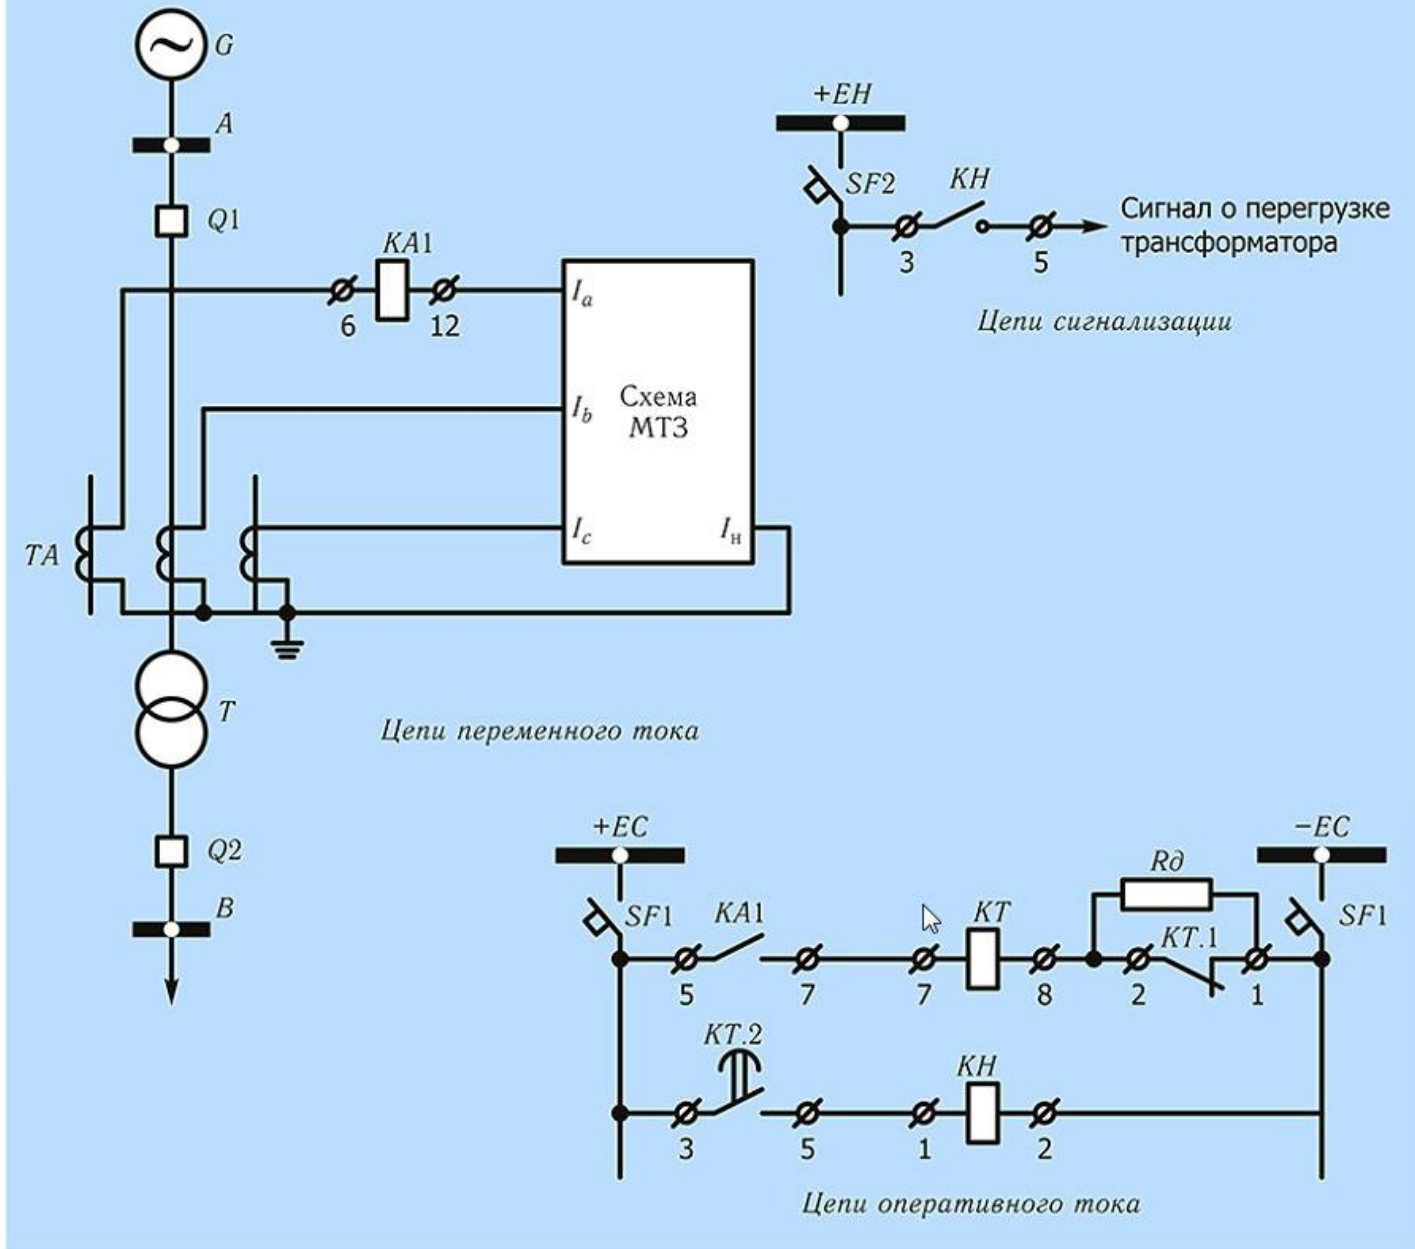 G
A
Q1
KA1
6 12
Ia
Ib
Схема
МТЗ
Ic Iн
TA
T
Цепи переменного тока
Q2
B
+EH
SF2 KH
3 5
Сигнал о перегрузке
трансформатора
Цепи сигнализации
+EC –EC
Rд
SF1 KA1 KT KT.1 SF1
5 7 7 8 2 1
KT.2 KH
3 5 1 2
Цепи оперативного тока